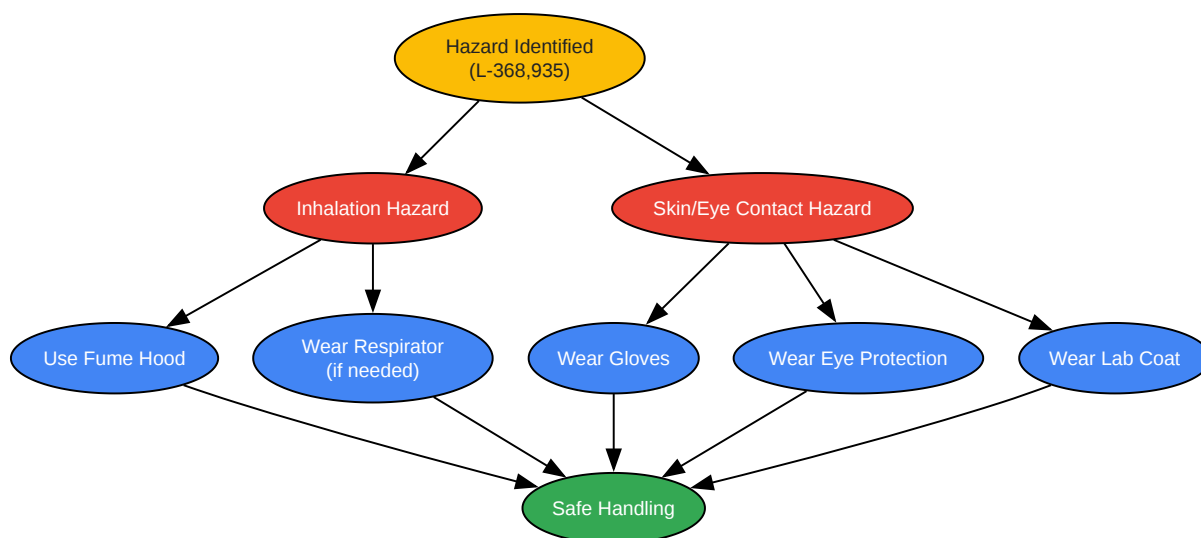 Hazard Identified
(L-368,935)
Inhalation Hazard
Skin/Eye Contact Hazard
Use Fume Hood
Wear Respirator
(if needed)
Wear Gloves
Wear Eye Protection
Wear Lab Coat
Safe Handling